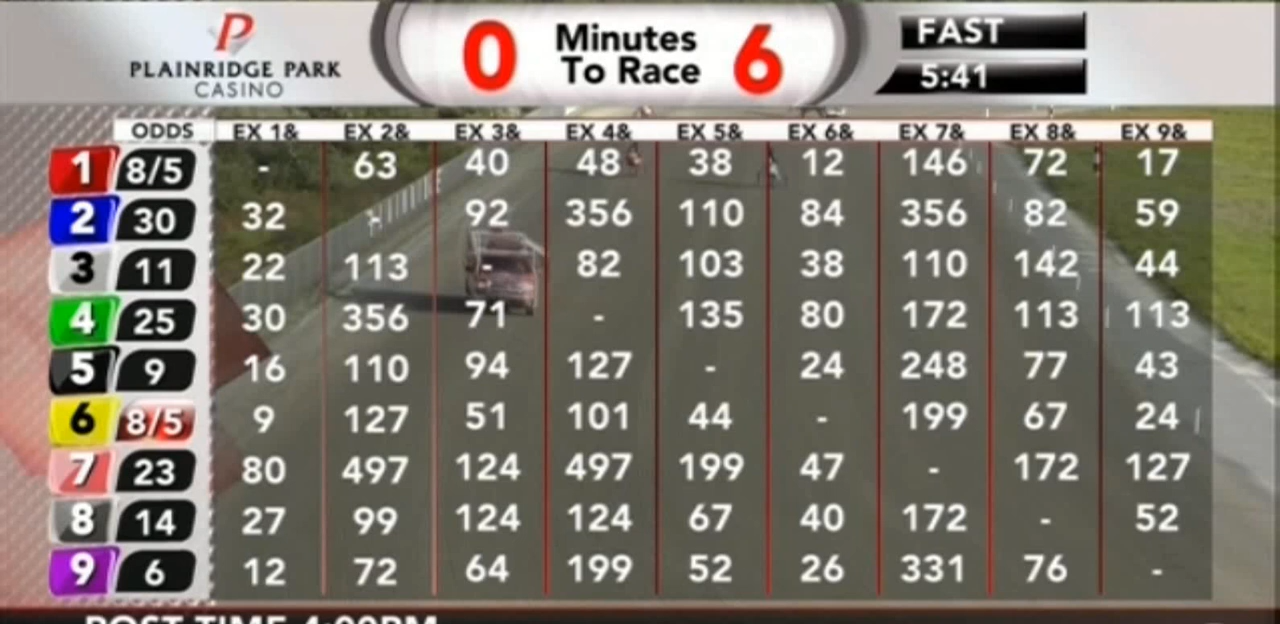 P
PLAINRIDGE PARK
CASINO
0 Minutes To Race 6
FAST
5:41
ODDS EX 1& EX 2& EX 3& EX 4& EX 5& EX 6& EX 7& EX 8& EX 9&
1 8/5 - 63 40 48 38 12 146 72 17
2 30 32 - 92 356 110 84 356 82 59
3 11 22 113 82 103 38 110 142 44
4 25 30 356 71 - 135 80 172 113 113
5 9 16 110 94 127 - 24 248 77 43
6 8/5 9 127 51 101 44 - 199 67 24
7 23 80 497 124 497 199 47 - 172 127
8 14 27 99 124 124 67 40 172 - 52
9 6 12 72 64 199 52 26 331 76 -
POST TIME 4:00PM